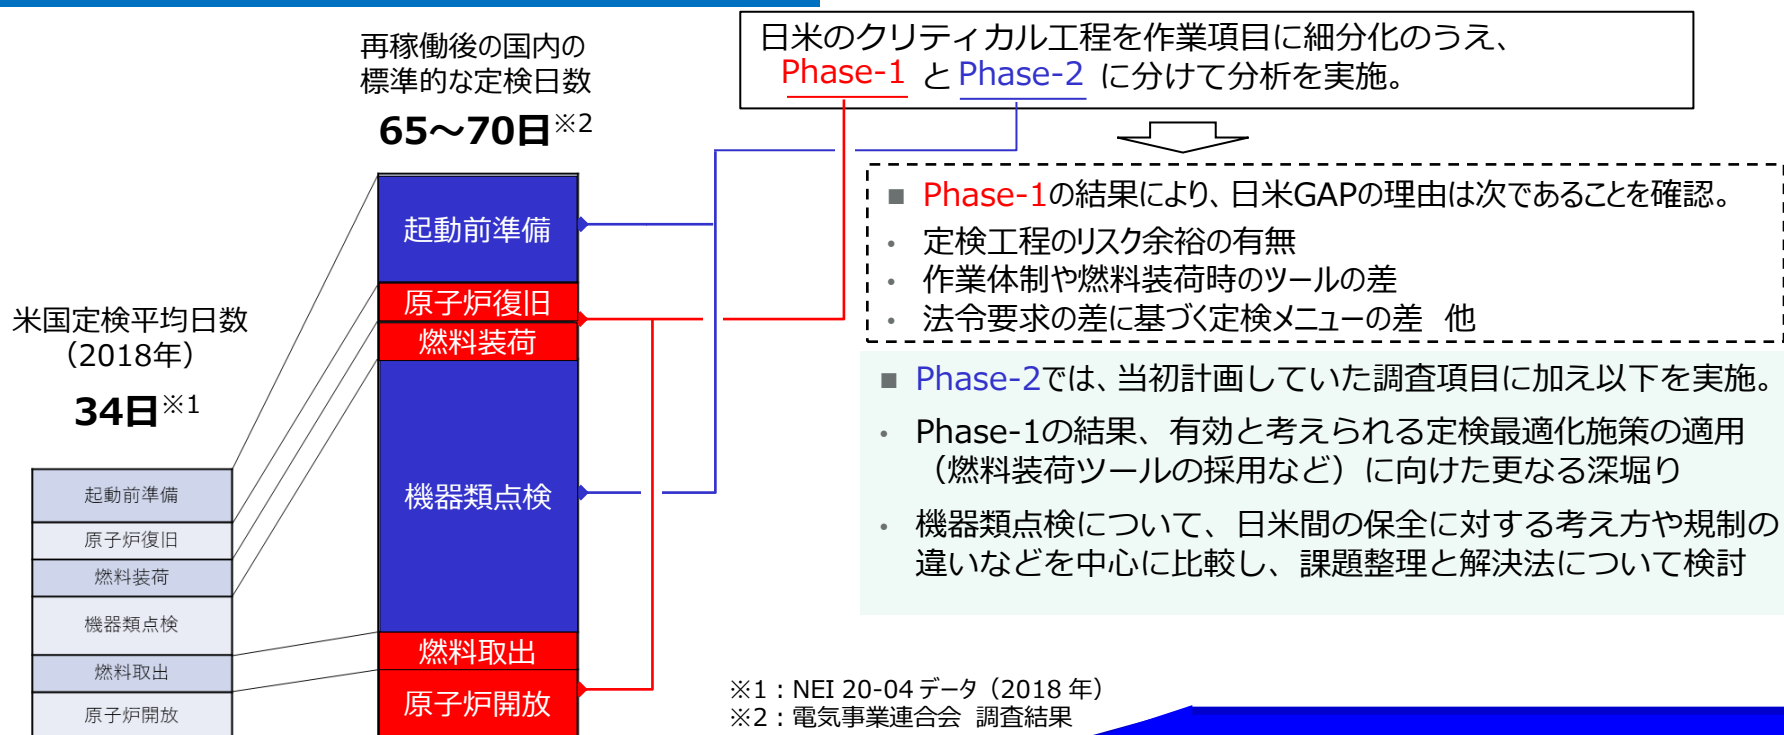 再稼働後の国内の
標準的な定検日数
65～70日※2
起動前準備
原子炉復旧
燃料装荷
機器類点検
燃料取出
原子炉開放
米国定検平均日数
（2018年）
34日※1
起動前準備
原子炉復旧
燃料装荷
機器類点検
燃料取出
原子炉開放
日米のクリティカル工程を作業項目に細分化のうえ、
Phase-1 と Phase-2 に分けて分析を実施。
■ Phase-1の結果により、日米GAPの理由は次であることを確認。
・ 定検工程のリスク余裕の有無
・ 作業体制や燃料装荷時のツールの差
・ 法令要求の差に基づく定検メニューの差 他
■ Phase-2では、当初計画していた調査項目に加え以下を実施。
・ Phase-1の結果、有効と考えられる定検最適化施策の適用
（燃料装荷ツールの採用など）に向けた更なる深堀り
・ 機器類点検について、日米間の保全に対する考え方や規制の
違いなどを中心に比較し、課題整理と解決法について検討
※1：NEI 20-04 データ（2018 年）
※2：電気事業連合会 調査結果